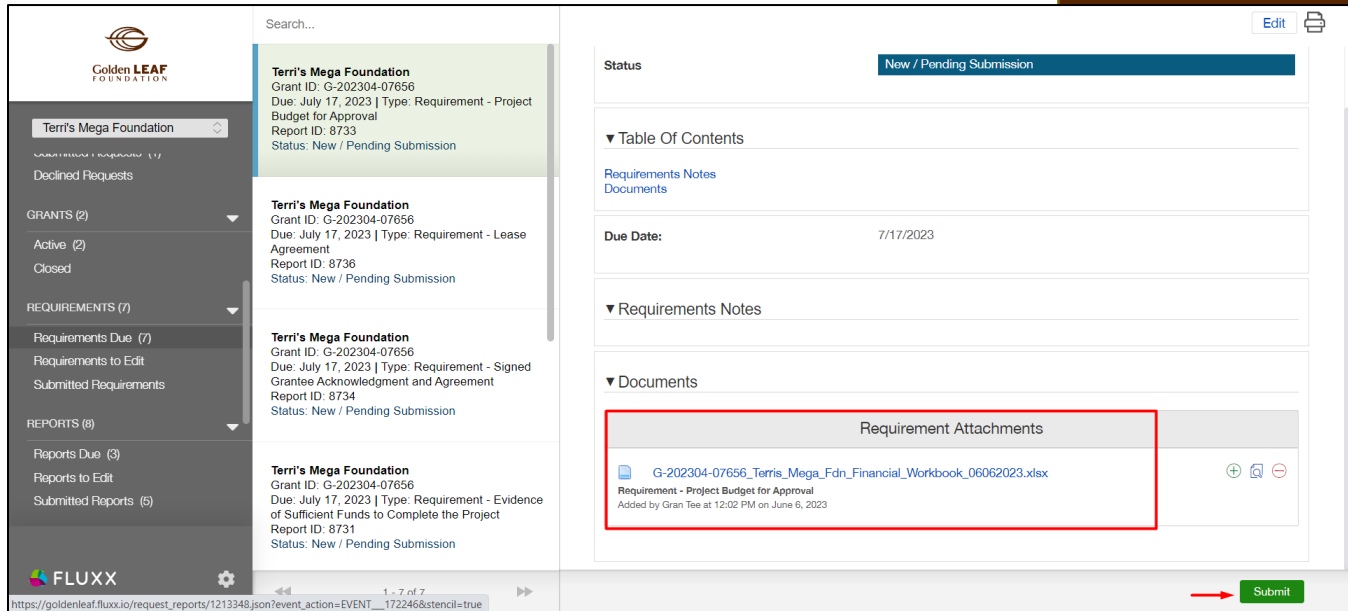 Golden LEAF
FOUNDATION
Terri's Mega Foundation
Submitted Requests (1)
Declined Requests
GRANTS (2)
Active (2)
Closed
REQUIREMENTS (7)
Requirements Due (7)
Requirements to Edit
Submitted Requirements
REPORTS (8)
Reports Due (3)
Reports to Edit
Submitted Reports (5)
FLUXX
https://goldenleaf.fluxx.io/request_reports/1213348.json?event_action=EVENT__172246&stencil=true
Search...
Terri's Mega Foundation
Grant ID: G-202304-07656
Due: July 17, 2023 | Type: Requirement - Project
Budget for Approval
Report ID: 8733
Status: New / Pending Submission
Terri's Mega Foundation
Grant ID: G-202304-07656
Due: July 17, 2023 | Type: Requirement - Lease
Agreement
Report ID: 8736
Status: New / Pending Submission
Terri's Mega Foundation
Grant ID: G-202304-07656
Due: July 17, 2023 | Type: Requirement - Signed
Grantee Acknowledgment and Agreement
Report ID: 8734
Status: New / Pending Submission
Terri's Mega Foundation
Grant ID: G-202304-07656
Due: July 17, 2023 | Type: Requirement - Evidence
of Sufficient Funds to Complete the Project
Report ID: 8731
Status: New / Pending Submission
1 - 7 of 7
Edit
Status New / Pending Submission
▼Table Of Contents
Requirements Notes
Documents
Due Date: 7/17/2023
▼Requirements Notes
▼Documents
Requirement Attachments
G-202304-07656_Terris_Mega_Fdn_Financial_Workbook_06062023.xlsx
Requirement - Project Budget for Approval
Added by Gran Tee at 12:02 PM on June 6, 2023
Submit